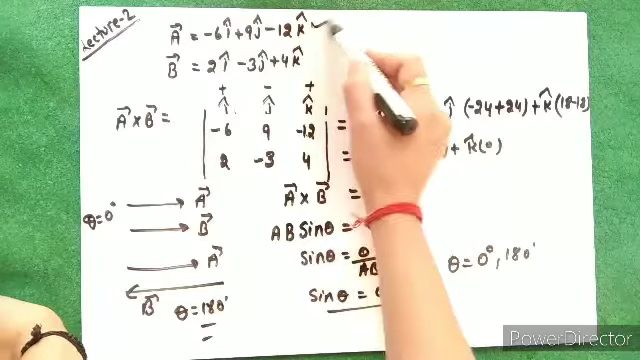 Lecture-2
A⃗ = -6î+9ĵ-12k̂
B⃗ = 2î-3ĵ+4k̂
+ - +
A⃗×B⃗ = | î ĵ k̂ | = ĵ (-24+24) + k̂ (18-18)
| -6 9 -12 |
| 2 -3 4 | = + k̂(0)
θ=0° A⃗
B⃗
A⃗ × B⃗ =
AB Sinθ =
A⃗
Sinθ = 0/AB
θ = 0°, 180°
B⃗ θ = 180°
Sinθ =
POWERDIRECTOR